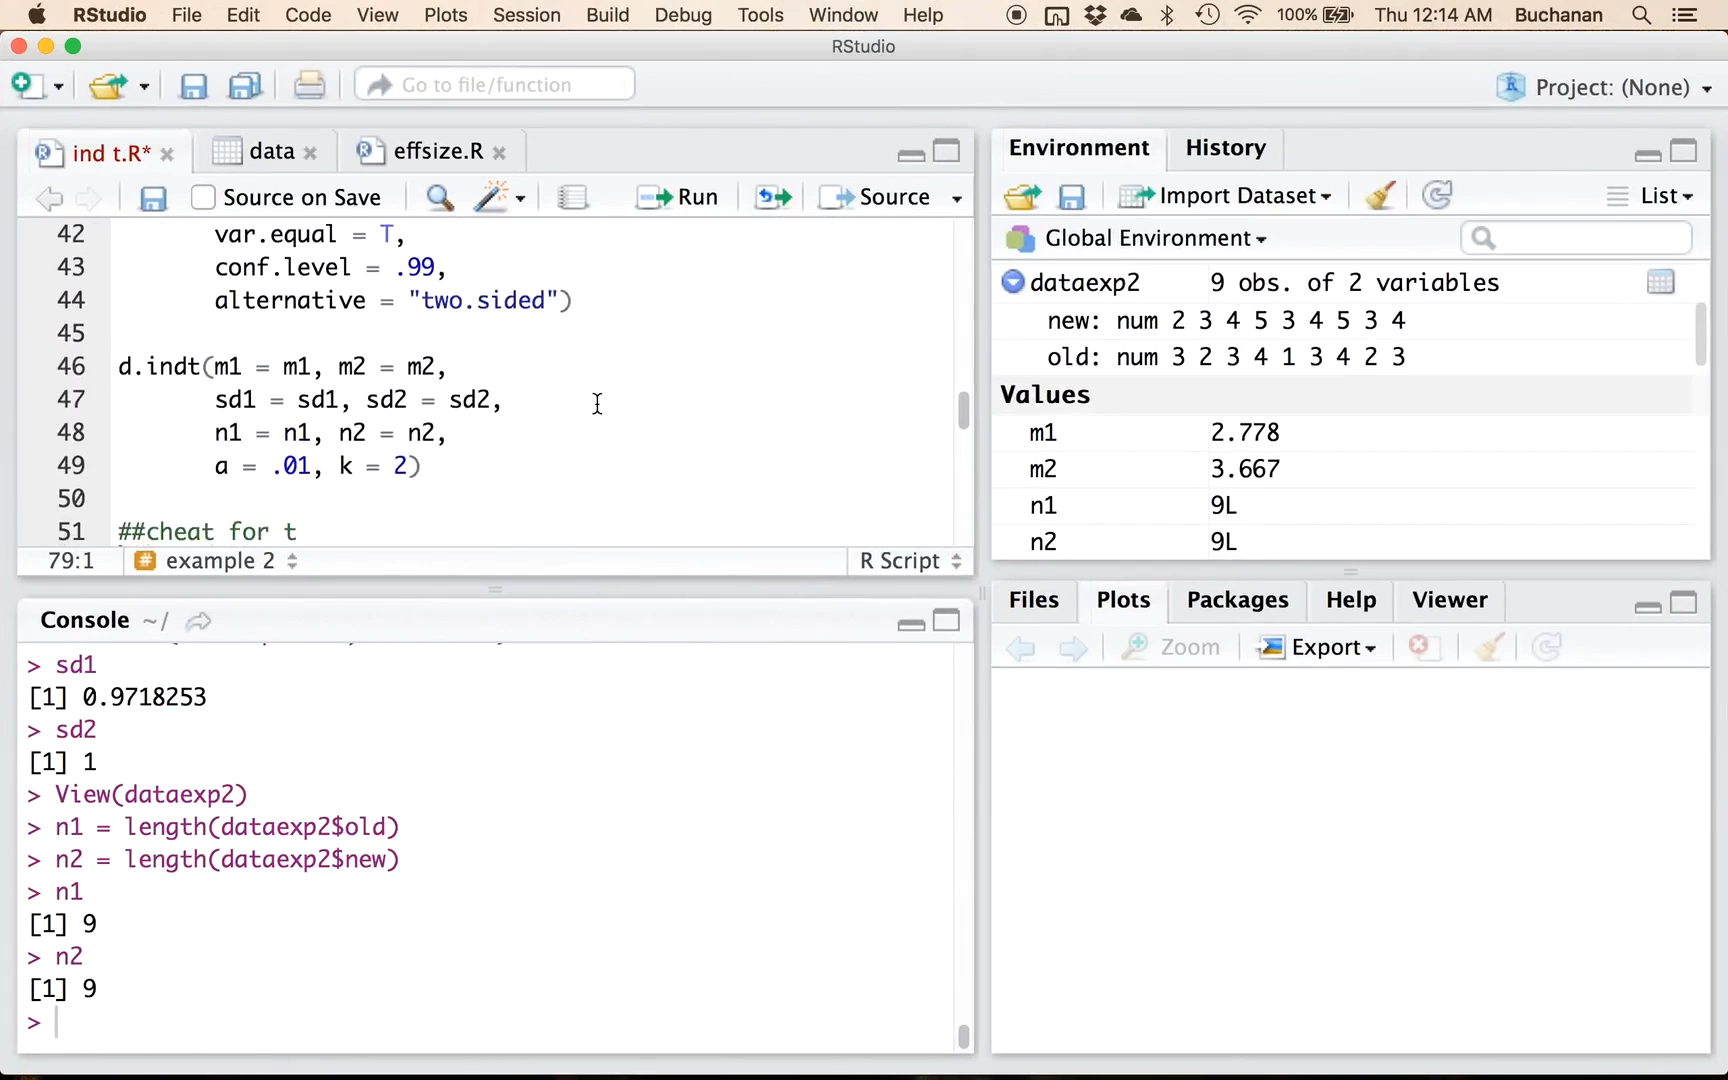 RStudio File Edit Code View Plots Session Build Debug Tools Window Help 100% Thu 12:14 AM Buchanan
RStudio
Go to file/function Project: (None)
ind t.R* data effsize.R
Source on Save Run Source
42 var.equal = T,
43 conf.level = .99,
44 alternative = "two.sided")
45
46 d.indt(m1 = m1, m2 = m2,
47 sd1 = sd1, sd2 = sd2,
48 n1 = n1, n2 = n2,
49 a = .01, k = 2)
50
51 ##cheat for t
79:1 # example 2 R Script
Console ~/
> sd1
[1] 0.9718253
> sd2
[1] 1
> View(dataexp2)
> n1 = length(dataexp2$old)
> n2 = length(dataexp2$new)
> n1
[1] 9
> n2
[1] 9
>
Environment History
Import Dataset List
Global Environment
dataexp2 9 obs. of 2 variables
new: num 2 3 4 5 3 4 5 3 4
old: num 3 2 3 4 1 3 4 2 3
Values
m1 2.778
m2 3.667
n1 9L
n2 9L
Files Plots Packages Help Viewer
Zoom Export